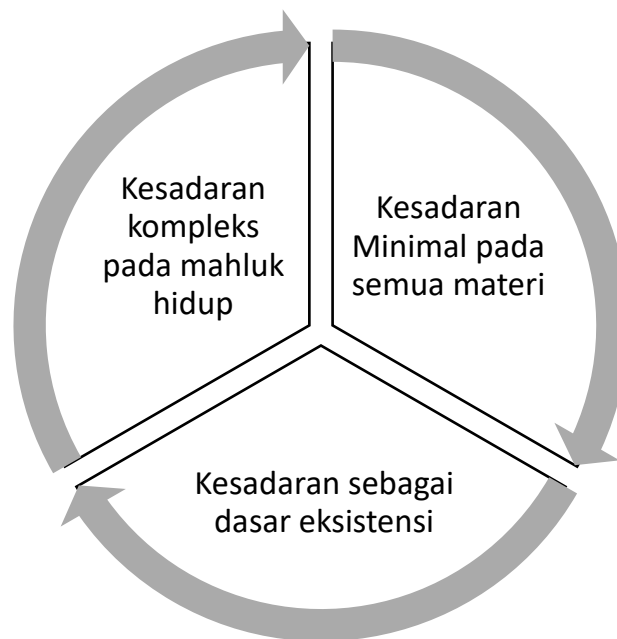 Kesadaran
kompleks
pada mahluk
hidup
Kesadaran
Minimal pada
semua materi
Kesadaran sebagai
dasar eksistensi